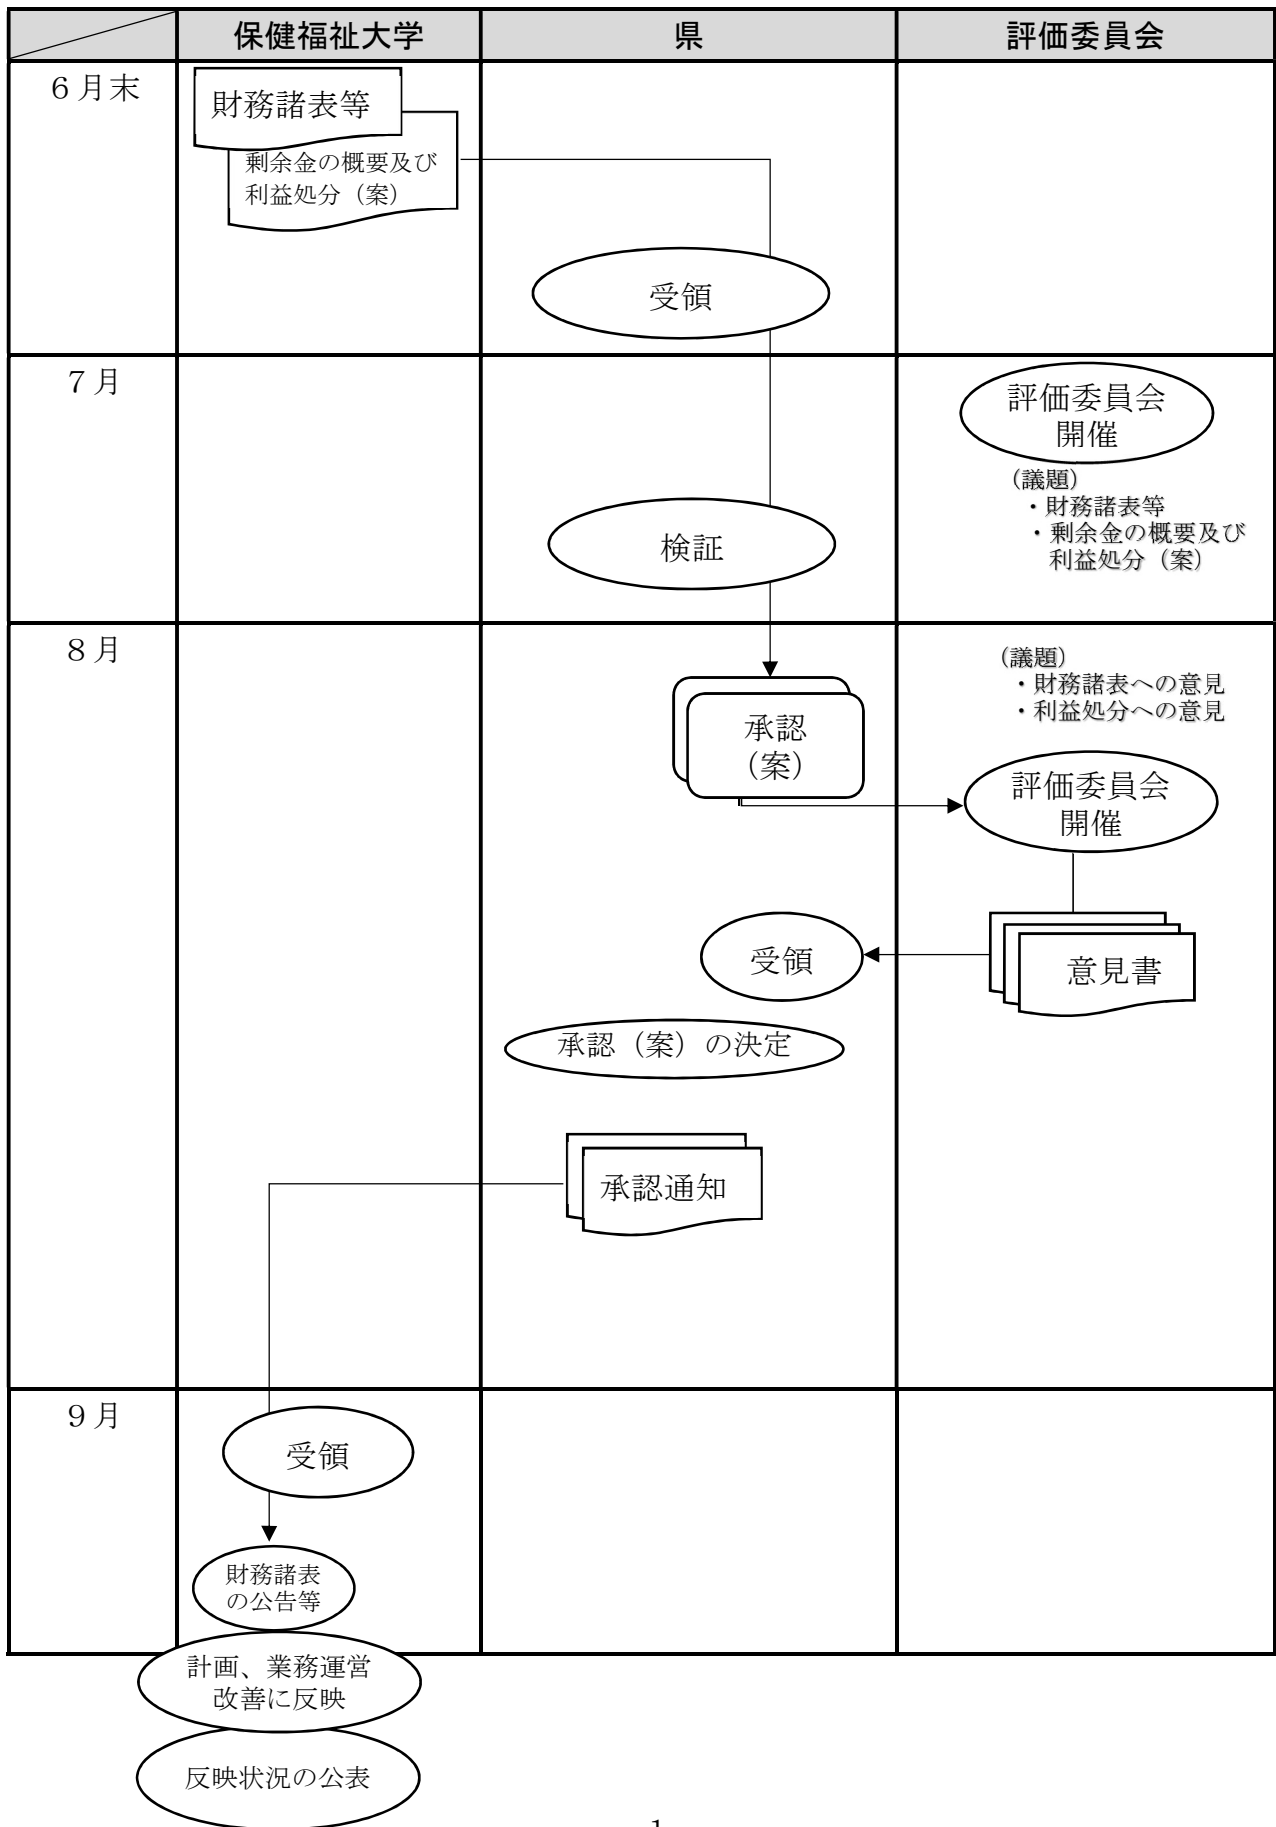 保健福祉大学
県
評価委員会
６月末
財務諸表等
剰余金の概要及び
利益処分（案）
受領
７月
評価委員会
開催
（議題）
・財務諸表等
・剰余金の概要及び
利益処分（案）
検証
８月
（議題）
・財務諸表への意見
・利益処分への意見
承認
（案）
評価委員会
開催
受領
意見書
承認（案）の決定
承認通知
９月
受領
財務諸表
の公告等
計画、業務運営
改善に反映
反映状況の公表
1